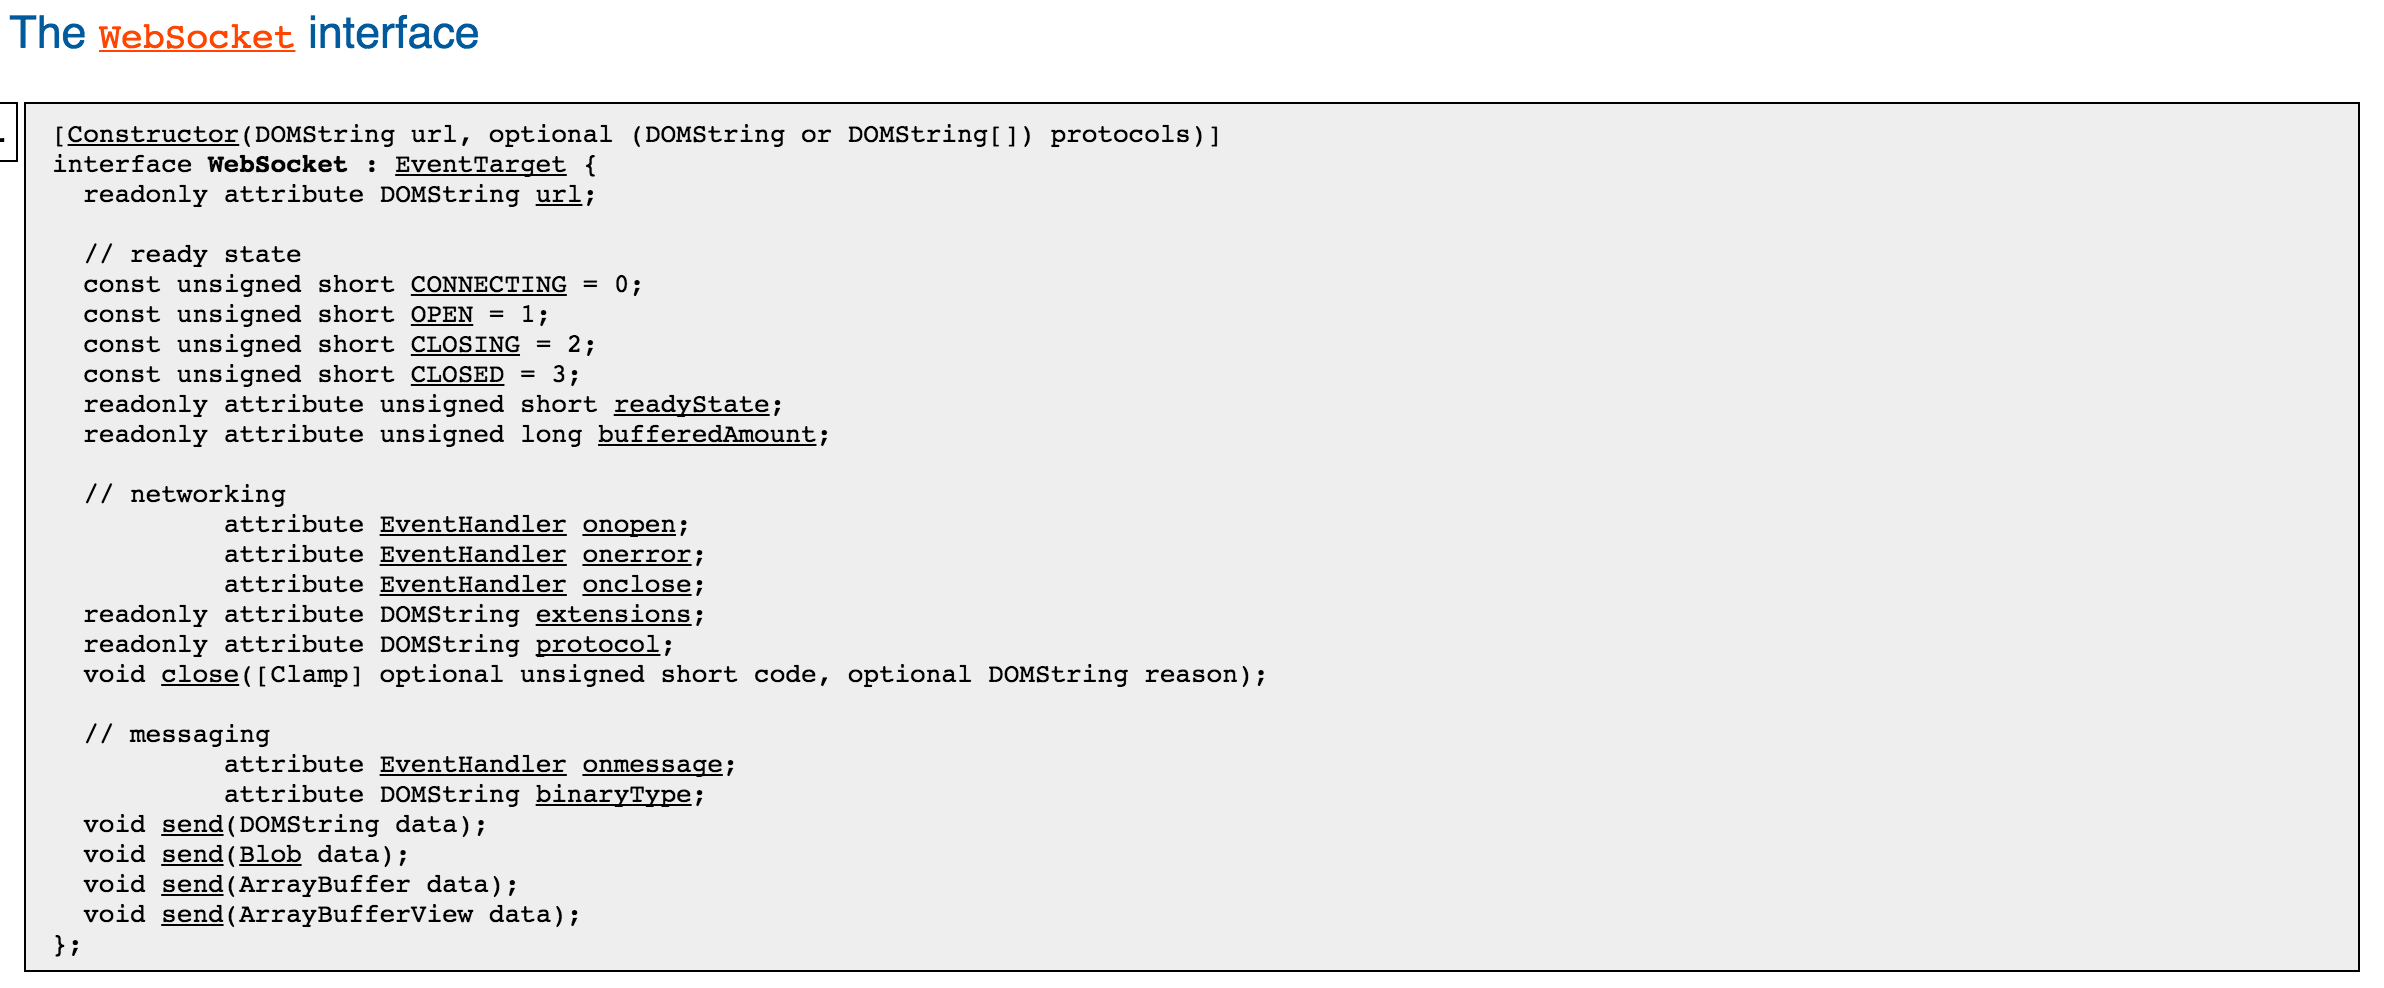 The WebSocket interface
[Constructor(DOMString url, optional (DOMString or DOMString[]) protocols)]
interface WebSocket : EventTarget {
  readonly attribute DOMString url;

  // ready state
  const unsigned short CONNECTING = 0;
  const unsigned short OPEN = 1;
  const unsigned short CLOSING = 2;
  const unsigned short CLOSED = 3;
  readonly attribute unsigned short readyState;
  readonly attribute unsigned long bufferedAmount;

  // networking
           attribute EventHandler onopen;
           attribute EventHandler onerror;
           attribute EventHandler onclose;
  readonly attribute DOMString extensions;
  readonly attribute DOMString protocol;
  void close([Clamp] optional unsigned short code, optional DOMString reason);

  // messaging
           attribute EventHandler onmessage;
           attribute DOMString binaryType;
  void send(DOMString data);
  void send(Blob data);
  void send(ArrayBuffer data);
  void send(ArrayBufferView data);
};